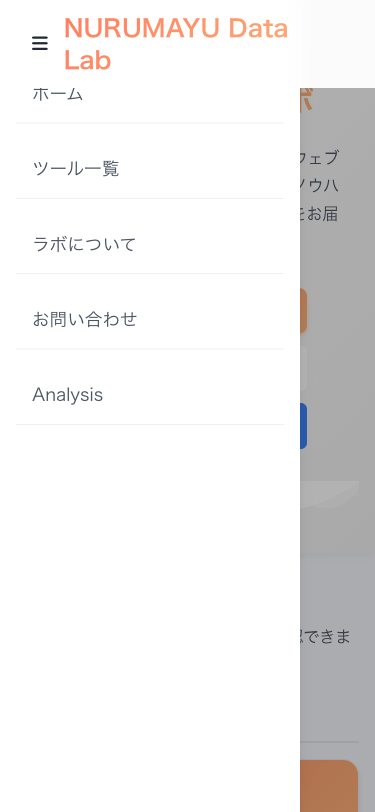 NURUMAYU Data
Lab
ホーム
ツール一覧
ラボについて
お問い合わせ
Analysis
ウェブ
ノウハ
をお届
できま